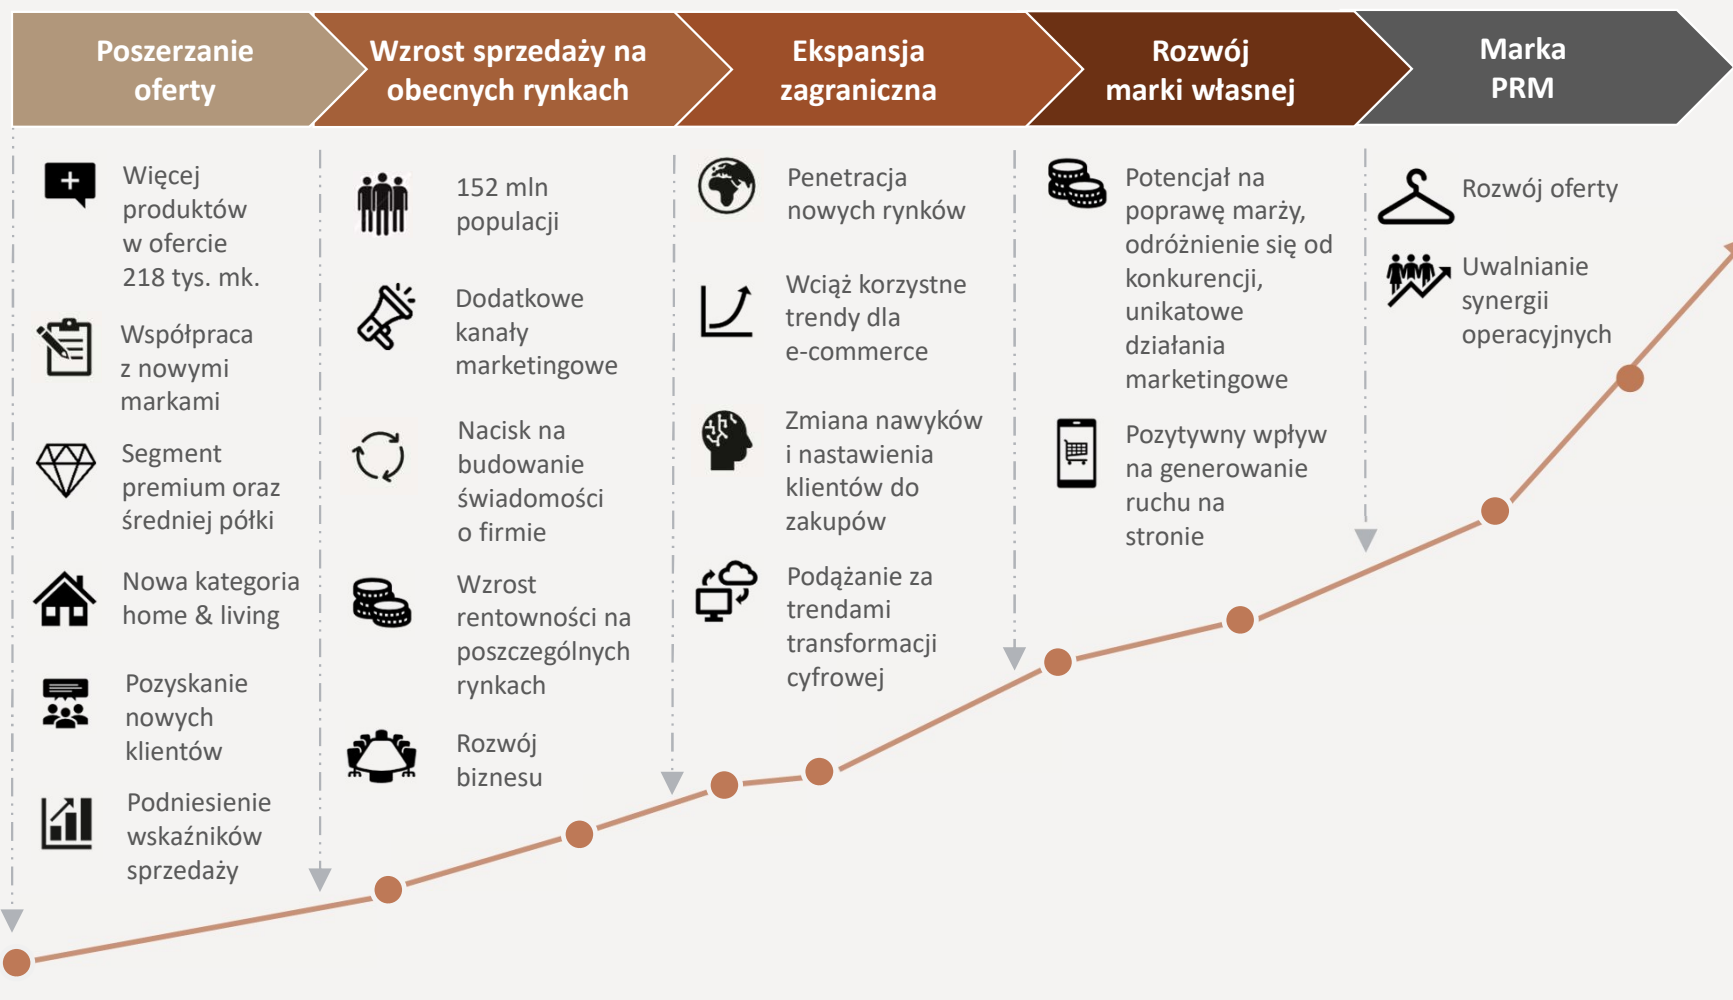 Poszerzanie
oferty
Wzrost sprzedaży na
obecnych rynkach
Ekspansja
zagraniczna
Rozwój
marki własnej
Marka
PRM
Więcej
produktów
w ofercie
218 tys. mk.
Współpraca
z nowymi
markami
Segment
premium oraz
średniej półki
Nowa kategoria
home & living
Pozyskanie
nowych
klientów
Podniesienie
wskaźników
sprzedaży
152 mln
populacji
Dodatkowe
kanały
marketingowe
Nacisk na
budowanie
świadomości
o firmie
Wzrost
rentowności na
poszczególnych
rynkach
Rozwój
biznesu
Penetracja
nowych rynków
Wciąż korzystne
trendy dla
e-commerce
Zmiana nawyków
i nastawienia
klientów do
zakupów
Podążanie za
trendami
transformacji
cyfrowej
Potencjał na
poprawę marży,
odróżnienie się od
konkurencji,
unikatowe
działania
marketingowe
Pozytywny wpływ
na generowanie
ruchu na
stronie
Rozwój oferty
Uwalnianie
synergii
operacyjnych